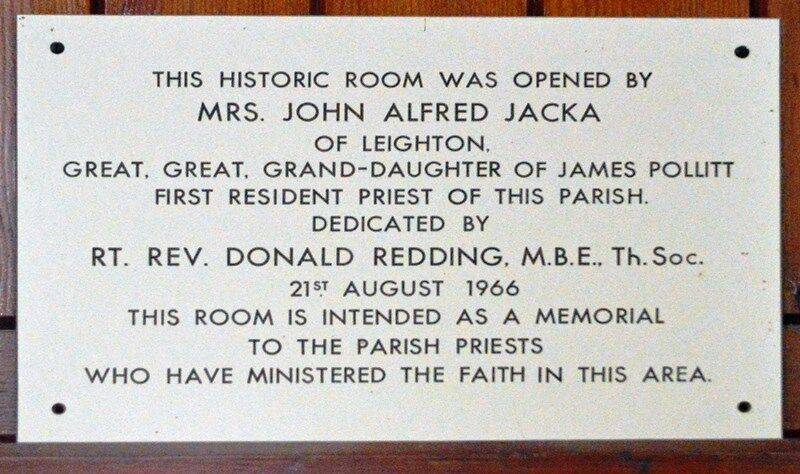 THIS HISTORIC ROOM WAS OPENED BY
MRS. JOHN ALFRED JACKA
OF LEIGHTON,
GREAT, GREAT, GRAND-DAUGHTER OF JAMES POLLITT
FIRST RESIDENT PRIEST OF THIS PARISH.
DEDICATED BY
RT. REV. DONALD REDDING, M.B.E., Th.Soc.
21ST AUGUST 1966
THIS ROOM IS INTENDED AS A MEMORIAL
TO THE PARISH PRIESTS
WHO HAVE MINISTERED THE FAITH IN THIS AREA.